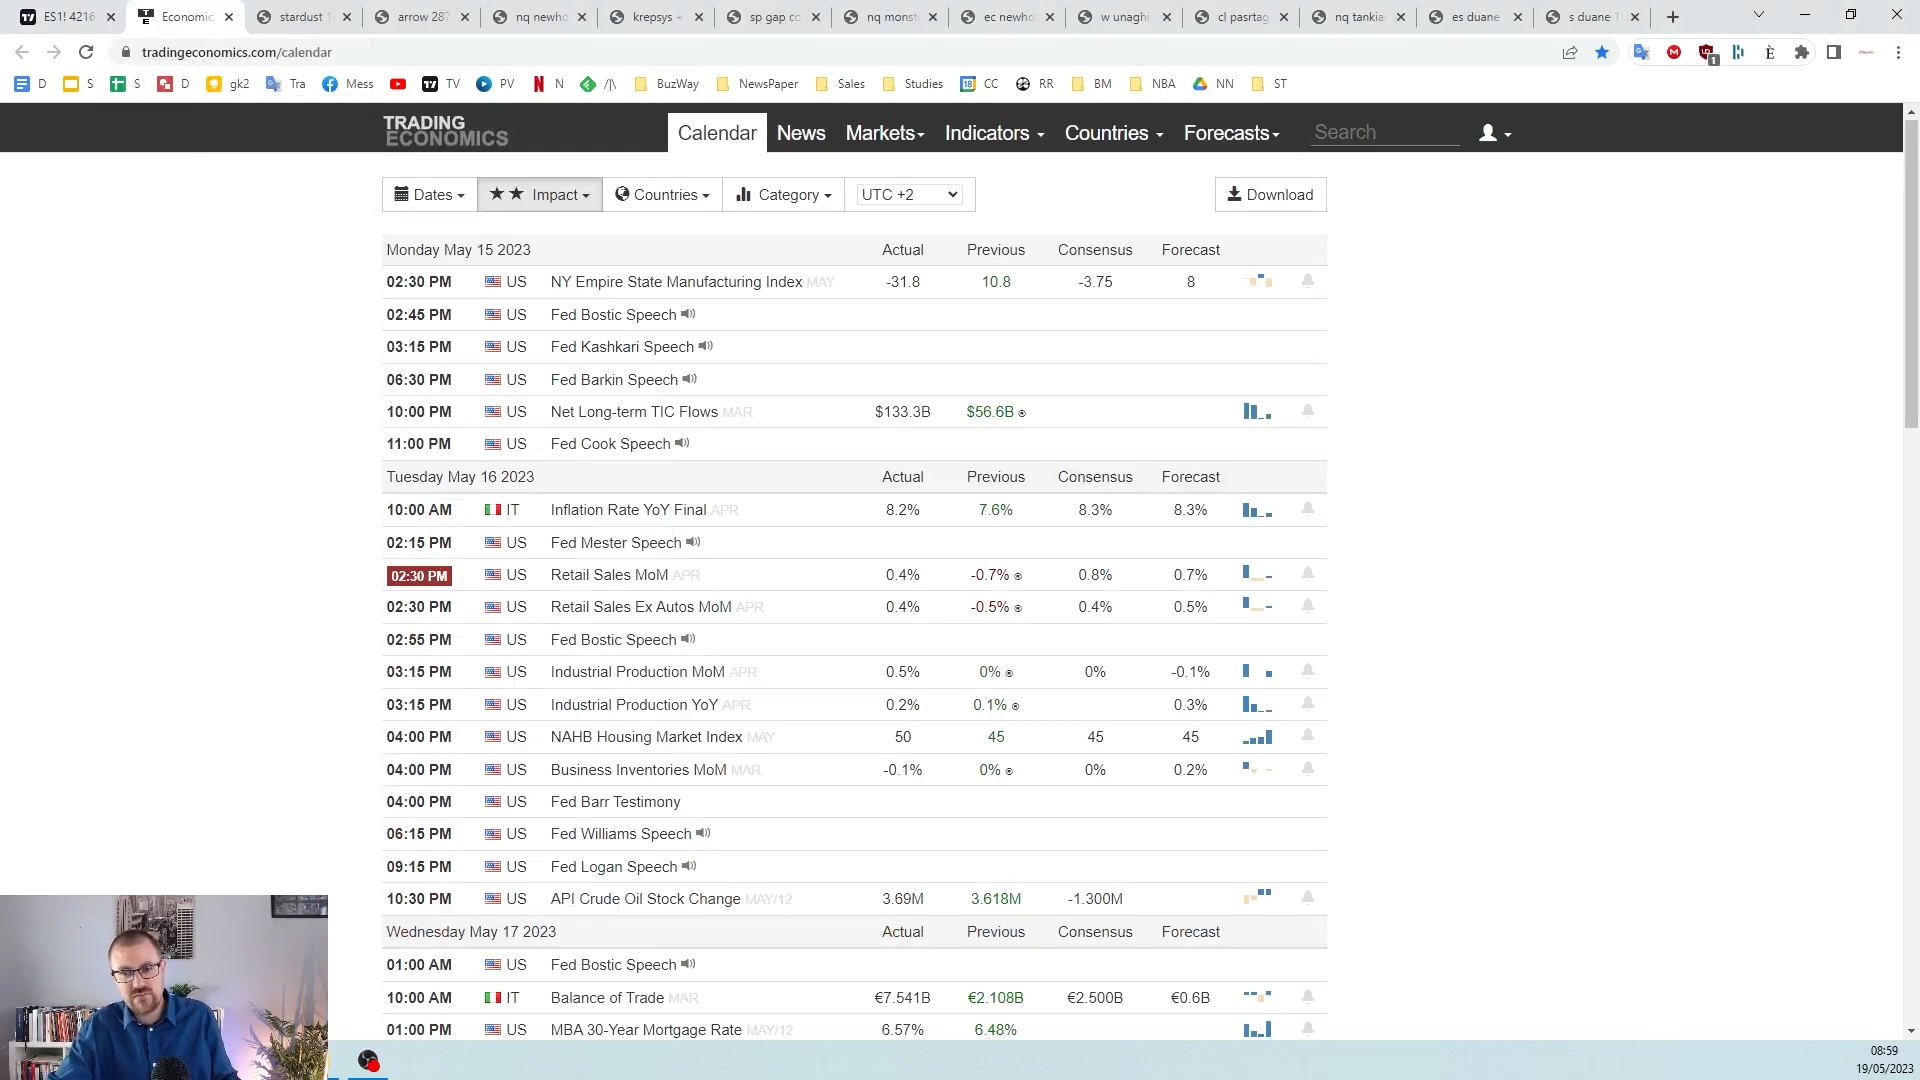 ES1! 4216
Economic
stardust 1
arrow 287
nq newho
krepsys +
sp gap co
nq monst
ec newho
w unaghi
cl pasrtag
nq tankia
es duane
s duane 1
tradingeconomics.com/calendar
D S S D gk2 Tra Mess TV PV N /|\ BuzWay NewsPaper Sales Studies CC RR BM NBA NN ST
TRADING
ECONOMICS
Calendar News Markets Indicators Countries Forecasts Search
Dates Impact Countries Category UTC +2 Download
Monday May 15 2023 Actual Previous Consensus Forecast
02:30 PM US NY Empire State Manufacturing Index MAY -31.8 10.8 -3.75 8
02:45 PM US Fed Bostic Speech
03:15 PM US Fed Kashkari Speech
06:30 PM US Fed Barkin Speech
10:00 PM US Net Long-term TIC Flows MAR $133.3B $56.6B ®
11:00 PM US Fed Cook Speech
Tuesday May 16 2023 Actual Previous Consensus Forecast
10:00 AM IT Inflation Rate YoY Final APR 8.2% 7.6% 8.3% 8.3%
02:15 PM US Fed Mester Speech
02:30 PM US Retail Sales MoM APR 0.4% -0.7% ® 0.8% 0.7%
02:30 PM US Retail Sales Ex Autos MoM APR 0.4% -0.5% ® 0.4% 0.5%
02:55 PM US Fed Bostic Speech
03:15 PM US Industrial Production MoM APR 0.5% 0% ® 0% -0.1%
03:15 PM US Industrial Production YoY APR 0.2% 0.1% ® 0.3%
04:00 PM US NAHB Housing Market Index MAY 50 45 45 45
04:00 PM US Business Inventories MoM MAR -0.1% 0% ® 0% 0.2%
04:00 PM US Fed Barr Testimony
06:15 PM US Fed Williams Speech
09:15 PM US Fed Logan Speech
10:30 PM US API Crude Oil Stock Change MAY/12 3.69M 3.618M -1.300M
Wednesday May 17 2023 Actual Previous Consensus Forecast
01:00 AM US Fed Bostic Speech
10:00 AM IT Balance of Trade MAR €7.541B €2.108B €2.500B €0.6B
01:00 PM US MBA 30-Year Mortgage Rate MAY/12 6.57% 6.48%
08:59
19/05/2023